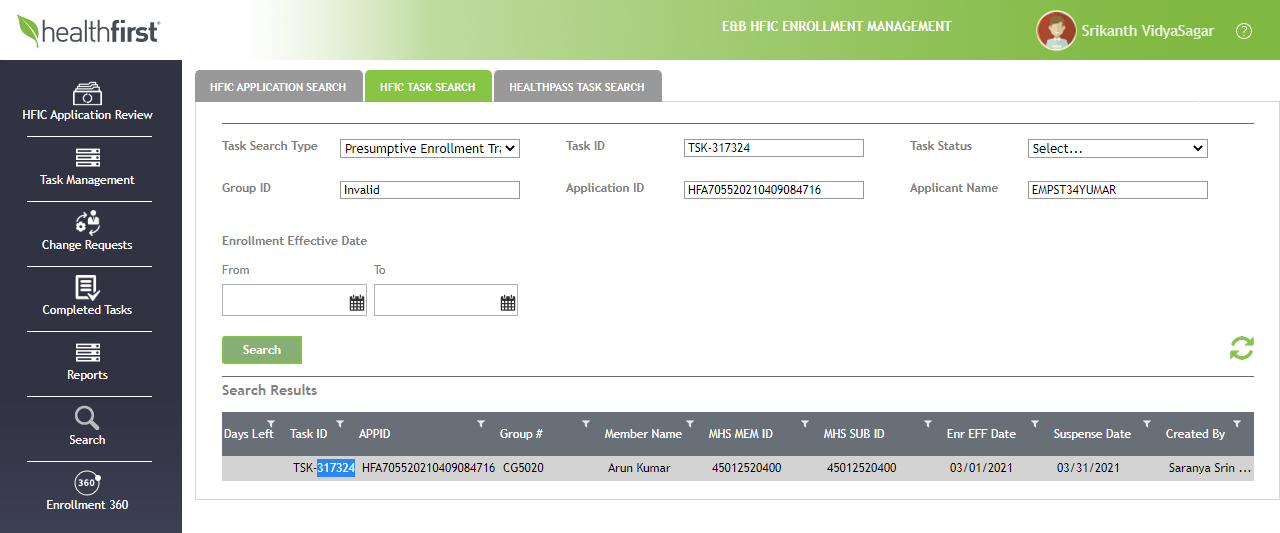 healthfirst
E&B HFIC ENROLLMENT MANAGEMENT
Srikanth VidyaSagar
?
HFIC Application Review
Task Management
Change Requests
Completed Tasks
Reports
Search
360°
Enrollment 360
HFIC APPLICATION SEARCH
HFIC TASK SEARCH
HEALTHPASS TASK SEARCH
Task Search Type Presumptive Enrollment Tra Task ID TSK-317324 Task Status Select...
Group ID Invalid Application ID HFA705520210409084716 Applicant Name EMPST34YUMAR
Enrollment Effective Date
From To
Search
Search Results
Days Left Task ID APPID Group # Member Name MHS MEM ID MHS SUB ID Enr EFF Date Suspense Date Created By
TSK-317324 HFA705520210409084716 CG5020 Arun Kumar 45012520400 45012520400 03/01/2021 03/31/2021 Saranya Srin ...